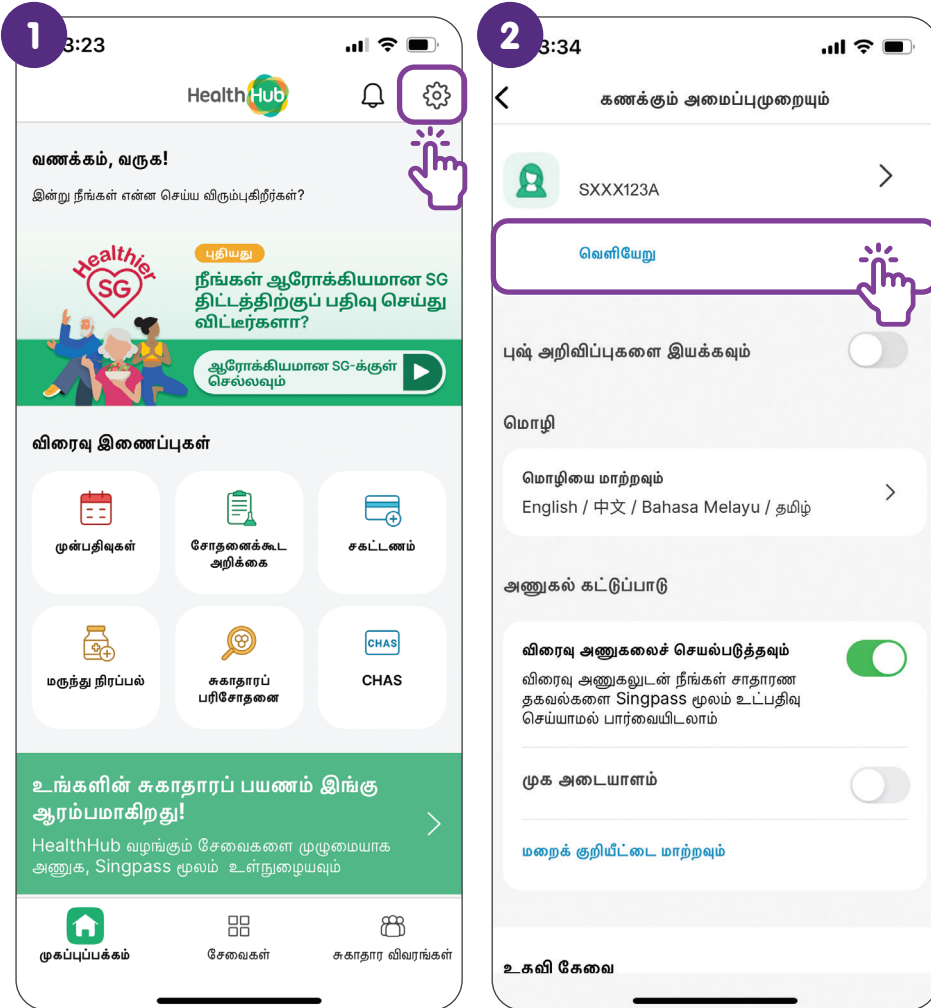 1
3:23
HealthHub
வணக்கம், வருக!
இன்று நீங்கள் என்ன செய்ய விரும்புகிறீர்கள்?
Healthier
SG
புதியது
நீங்கள் ஆரோக்கியமான SG
திட்டத்திற்குப் பதிவு செய்து
விட்டீர்களா?
ஆரோக்கியமான SG-க்குள்
செல்லவும்
விரைவு இணைப்புகள்
முன்பதிவுகள்
சோதனைக்கூட
அறிக்கை
சகட்டணம்
மருந்து நிரப்பல்
சுகாதாரப்
பரிசோதனை
CHAS
CHAS
உங்களின் சுகாதாரப் பயணம் இங்கு
ஆரம்பமாகிறது!
HealthHub வழங்கும் சேவைகளை முழுமையாக
அணுக, Singpass மூலம் உள்நுழையவும்
முகப்புப்பக்கம்
சேவைகள்
சுகாதார விவரங்கள்
2
3:34
கணக்கும் அமைப்புமுறையும்
SXXX123A
வெளியேறு
புஷ் அறிவிப்புகளை இயக்கவும்
மொழி
மொழியை மாற்றவும்
English / 中文 / Bahasa Melayu / தமிழ்
அணுகல் கட்டுப்பாடு
விரைவு அணுகலைச் செயல்படுத்தவும்
விரைவு அணுகலுடன் நீங்கள் சாதாரண
தகவல்களை Singpass மூலம் உட்பதிவு
செய்யாமல் பார்வையிடலாம்
முக அடையாளம்
மறைக் குறியீட்டை மாற்றவும்
உதவி சேவை